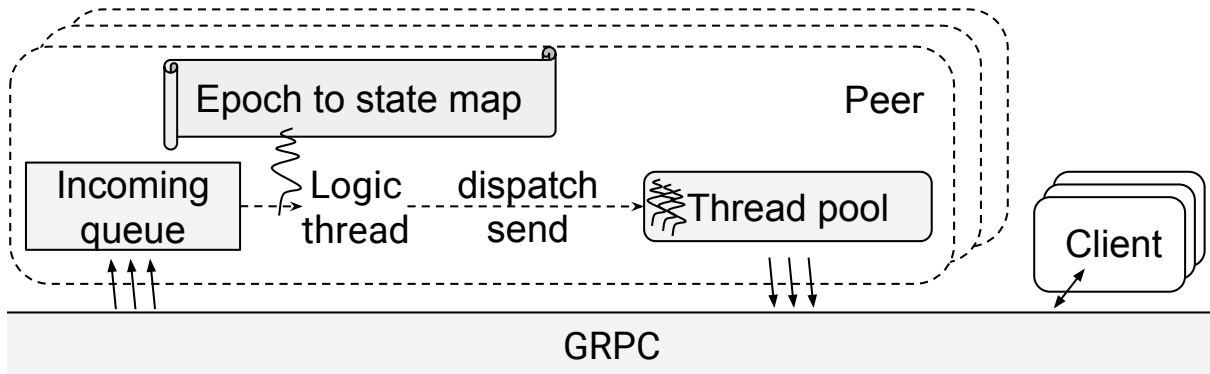 Epoch to state map
Peer
Incoming
queue
Logic
thread
dispatch
send
Thread pool
Client
GRPC